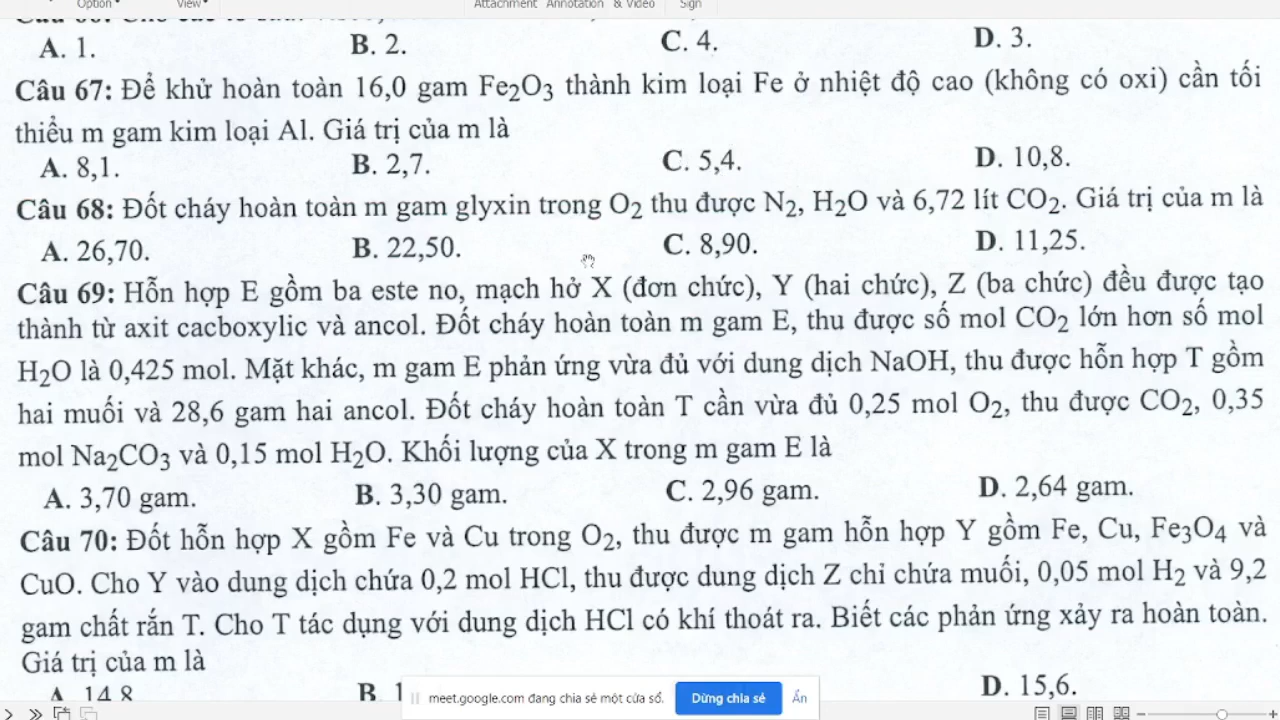 Option View Attachment Annotation & Video Sign
A. 1. B. 2. C. 4. D. 3.
Câu 67: Để khử hoàn toàn 16,0 gam Fe₂O₃ thành kim loại Fe ở nhiệt độ cao (không có oxi) cần tối
thiểu m gam kim loại Al. Giá trị của m là
A. 8,1. B. 2,7. C. 5,4. D. 10,8.
Câu 68: Đốt cháy hoàn toàn m gam glyxin trong O₂ thu được N₂, H₂O và 6,72 lít CO₂. Giá trị của m là
A. 26,70. B. 22,50. C. 8,90. D. 11,25.
Câu 69: Hỗn hợp E gồm ba este no, mạch hở X (đơn chức), Y (hai chức), Z (ba chức) đều được tạo
thành từ axit cacboxylic và ancol. Đốt cháy hoàn toàn m gam E, thu được số mol CO₂ lớn hơn số mol
H₂O là 0,425 mol. Mặt khác, m gam E phản ứng vừa đủ với dung dịch NaOH, thu được hỗn hợp T gồm
hai muối và 28,6 gam hai ancol. Đốt cháy hoàn toàn T cần vừa đủ 0,25 mol O₂, thu được CO₂, 0,35
mol Na₂CO₃ và 0,15 mol H₂O. Khối lượng của X trong m gam E là
A. 3,70 gam. B. 3,30 gam. C. 2,96 gam. D. 2,64 gam.
Câu 70: Đốt hỗn hợp X gồm Fe và Cu trong O₂, thu được m gam hỗn hợp Y gồm Fe, Cu, Fe₃O₄ và
CuO. Cho Y vào dung dịch chứa 0,2 mol HCl, thu được dung dịch Z chỉ chứa muối, 0,05 mol H₂ và 9,2
gam chất rắn T. Cho T tác dụng với dung dịch HCl có khí thoát ra. Biết các phản ứng xảy ra hoàn toàn.
Giá trị của m là
A. 14,8 B. 1 D. 15,6.
meet.google.com đang chia sẻ một cửa sổ. Dừng chia sẻ Ẩn